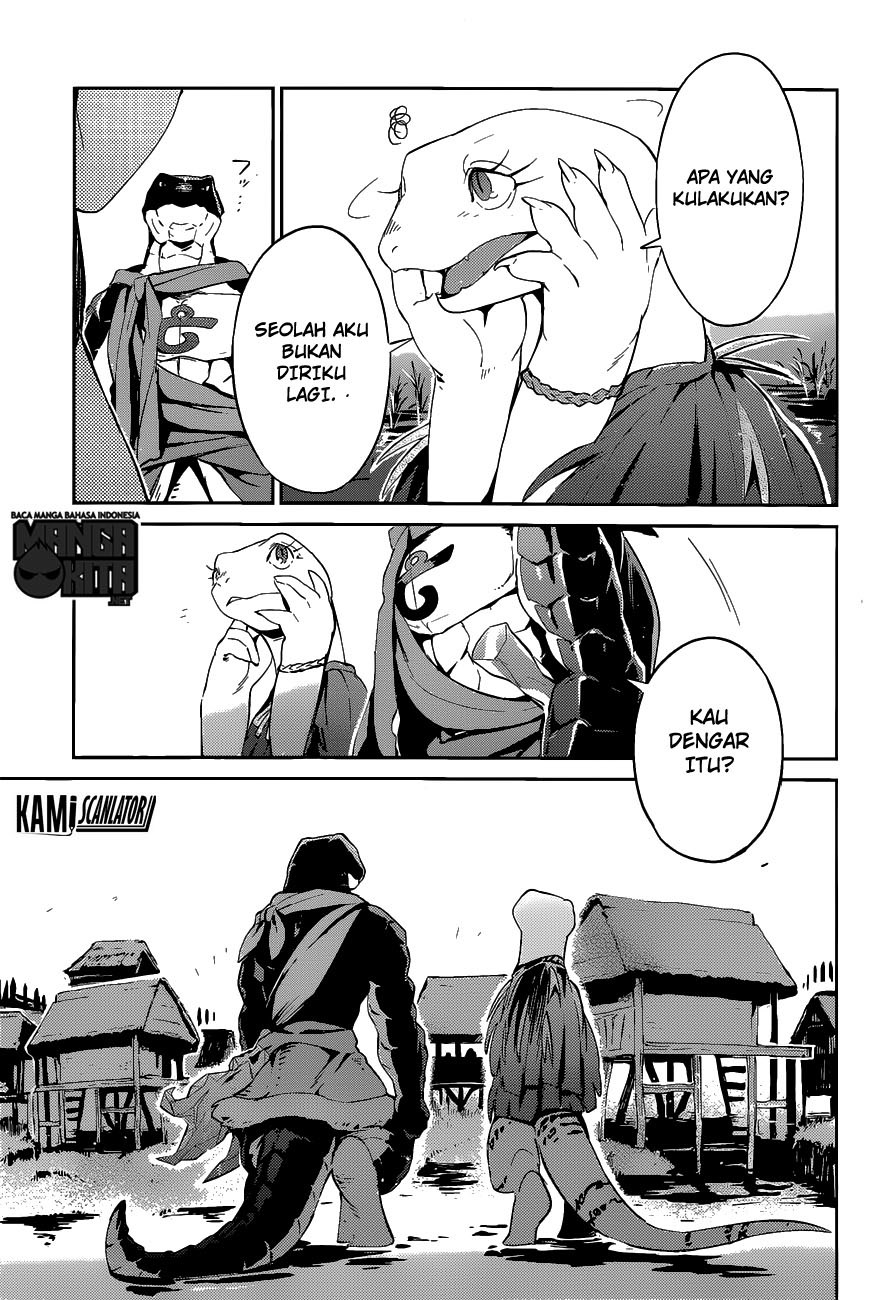 APA YANG
KULAKUKAN?
SEOLAH AKU
BUKAN
DIRIKU
LAGI.
フ..
BACA MANGA BAHASA INDONESIA
MANGA
KITA
KAU
DENGAR
ITU?
KAMI SCANLATOR